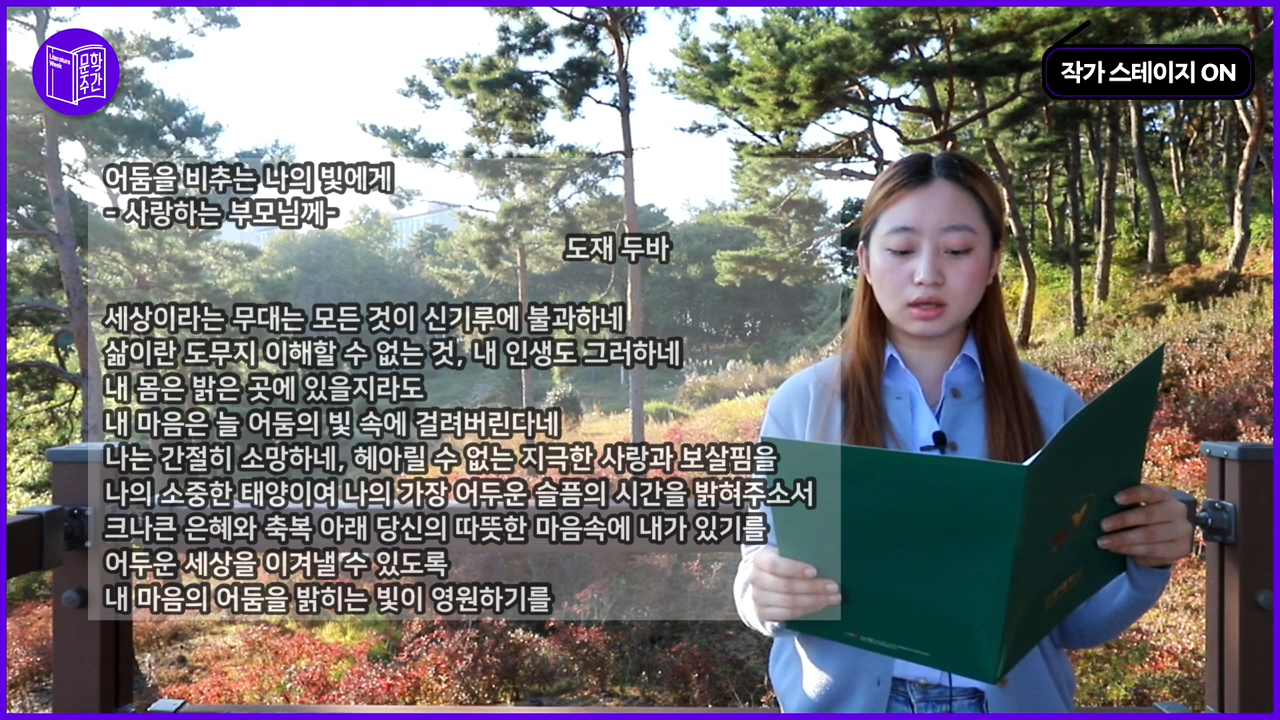 Literature
Week
문학
주간
작가 스테이지 ON
어둠을 비추는 나의 빛에게
- 사랑하는 부모님께-
도재 두바
세상이라는 무대는 모든 것이 신기루에 불과하네
삶이란 도무지 이해할 수 없는 것, 내 인생도 그러하네
내 몸은 밝은 곳에 있을지라도
내 마음은 늘 어둠의 빛 속에 걸려버린다네
나는 간절히 소망하네, 헤아릴 수 없는 지극한 사랑과 보살핌을
나의 소중한 태양이여 나의 가장 어두운 슬픔의 시간을 밝혀주소서
크나큰 은혜와 축복 아래 당신의 따뜻한 마음속에 내가 있기를
어두운 세상을 이겨낼 수 있도록
내 마음의 어둠을 밝히는 빛이 영원하기를